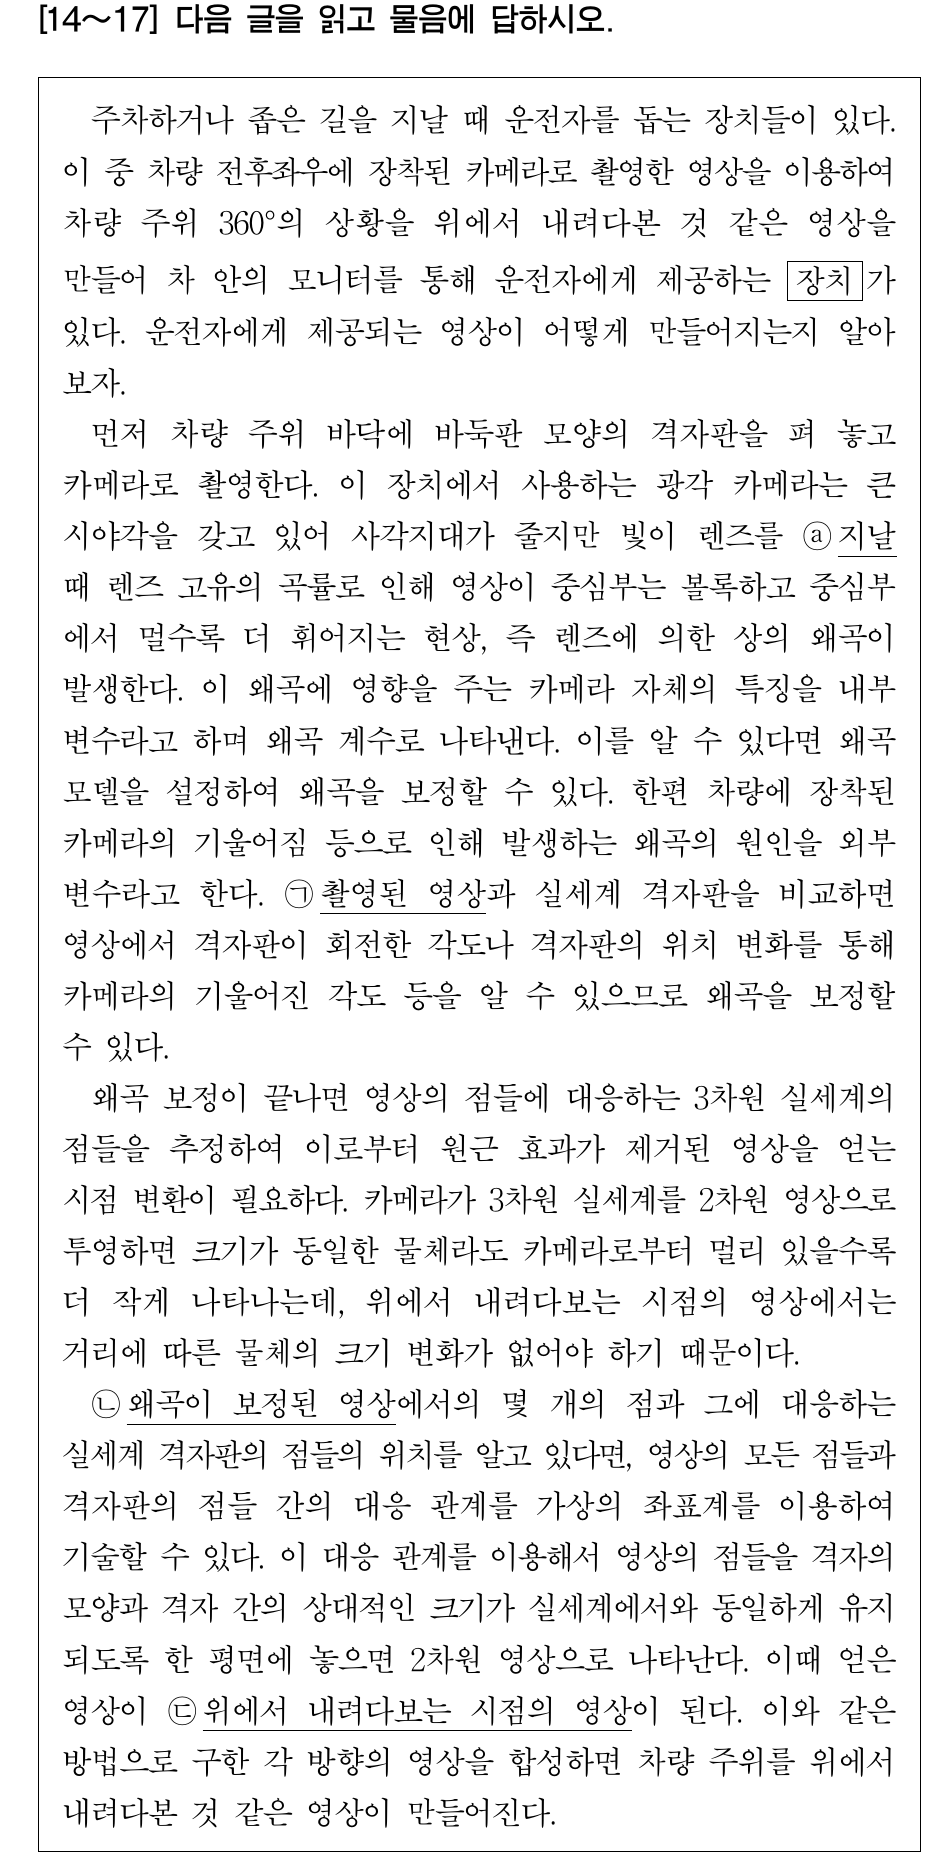 [14～17] 다음 글을 읽고 물음에 답하시오.
주차하거나 좁은 길을 지날 때 운전자를 돕는 장치들이 있다.
이 중 차량 전후좌우에 장착된 카메라로 촬영한 영상을 이용하여
차량 주위 360°의 상황을 위에서 내려다본 것 같은 영상을
만들어 차 안의 모니터를 통해 운전자에게 제공하는 장치가
있다. 운전자에게 제공되는 영상이 어떻게 만들어지는지 알아
보자.
먼저 차량 주위 바닥에 바둑판 모양의 격자판을 펴 놓고
카메라로 촬영한다. 이 장치에서 사용하는 광각 카메라는 큰
시야각을 갖고 있어 사각지대가 줄지만 빛이 렌즈를 ⓐ지날
때 렌즈 고유의 곡률로 인해 영상이 중심부는 볼록하고 중심부
에서 멀수록 더 휘어지는 현상, 즉 렌즈에 의한 상의 왜곡이
발생한다. 이 왜곡에 영향을 주는 카메라 자체의 특징을 내부
변수라고 하며 왜곡 계수로 나타낸다. 이를 알 수 있다면 왜곡
모델을 설정하여 왜곡을 보정할 수 있다. 한편 차량에 장착된
카메라의 기울어짐 등으로 인해 발생하는 왜곡의 원인을 외부
변수라고 한다. ㉠촬영된 영상과 실세계 격자판을 비교하면
영상에서 격자판이 회전한 각도나 격자판의 위치 변화를 통해
카메라의 기울어진 각도 등을 알 수 있으므로 왜곡을 보정할
수 있다.
왜곡 보정이 끝나면 영상의 점들에 대응하는 3차원 실세계의
점들을 추정하여 이로부터 원근 효과가 제거된 영상을 얻는
시점 변환이 필요하다. 카메라가 3차원 실세계를 2차원 영상으로
투영하면 크기가 동일한 물체라도 카메라로부터 멀리 있을수록
더 작게 나타나는데, 위에서 내려다보는 시점의 영상에서는
거리에 따른 물체의 크기 변화가 없어야 하기 때문이다.
㉡왜곡이 보정된 영상에서의 몇 개의 점과 그에 대응하는
실세계 격자판의 점들의 위치를 알고 있다면, 영상의 모든 점들과
격자판의 점들 간의 대응 관계를 가상의 좌표계를 이용하여
기술할 수 있다. 이 대응 관계를 이용해서 영상의 점들을 격자의
모양과 격자 간의 상대적인 크기가 실세계에서와 동일하게 유지
되도록 한 평면에 놓으면 2차원 영상으로 나타난다. 이때 얻은
영상이 ㉢위에서 내려다보는 시점의 영상이 된다. 이와 같은
방법으로 구한 각 방향의 영상을 합성하면 차량 주위를 위에서
내려다본 것 같은 영상이 만들어진다.